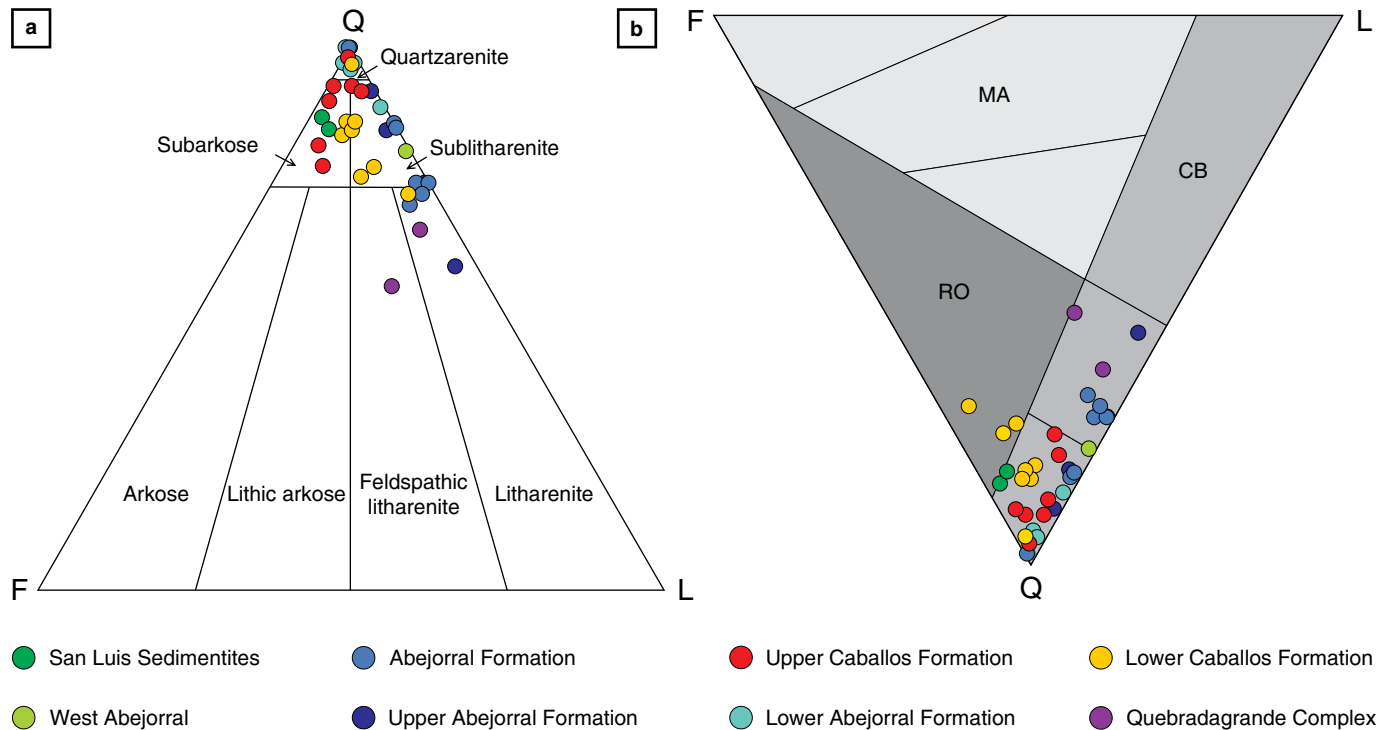 a
Q
Quartzarenite
Subarkose
Sublitharenite
Arkose
Lithic arkose
Feldspathic
litharenite
Litharenite
F
L
b
F
L
MA
CB
RO
Q
San Luis Sedimentites
Abejorral Formation
Upper Caballos Formation
Lower Caballos Formation
West Abejorral
Upper Abejorral Formation
Lower Abejorral Formation
Quebradagrande Complex